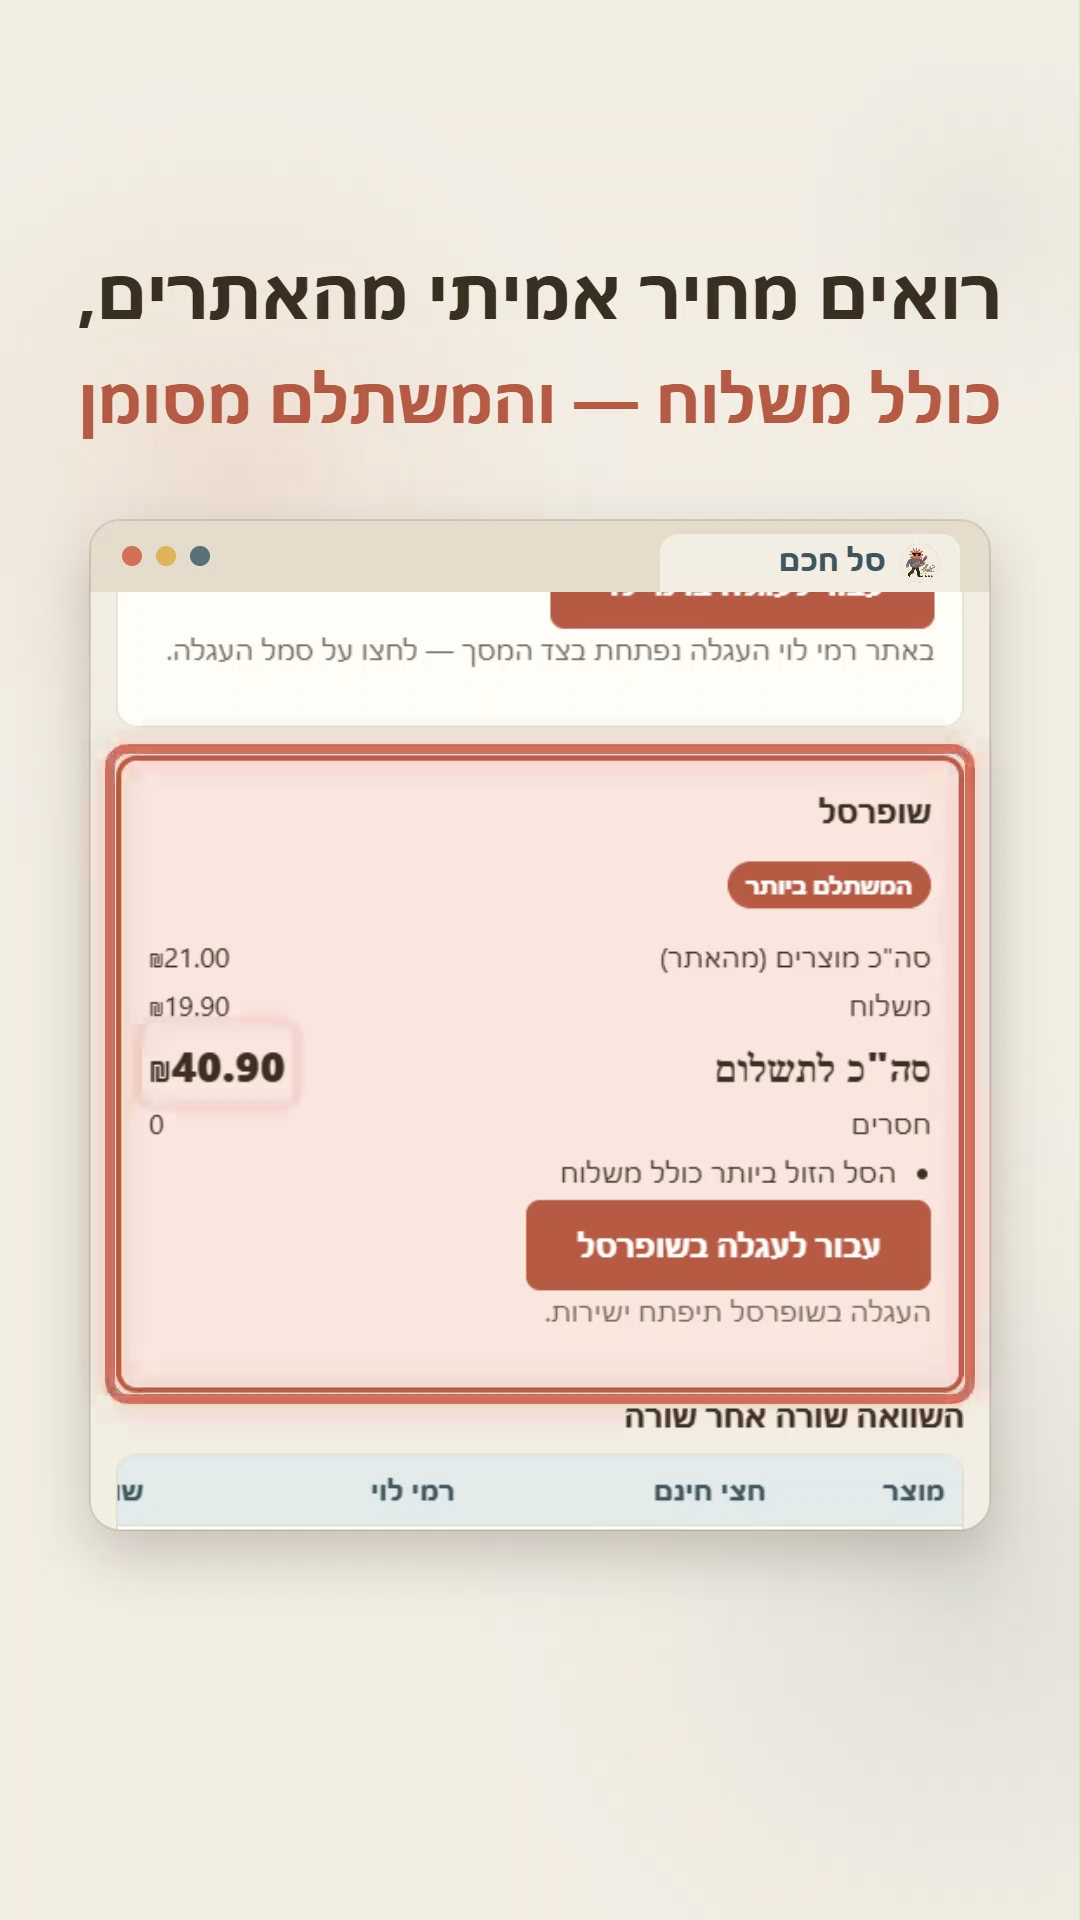 רואים מחיר אמיתי מהאתרים,
כולל משלוח — והמשתלם מסומן
סל חכם
באתר רמי לוי העגלה נפתחת בצד המסך — לחצו על סמל העגלה.
שופרסל
המשתלם ביותר
סה"כ מוצרים (מהאתר) ₪21.00
משלוח ₪19.90
סה"כ לתשלום ₪40.90
חסרים 0
• הסל הזול ביותר כולל משלוח
עבור לעגלה בשופרסל
העגלה בשופרסל תיפתח ישירות.
השוואה שורה אחר שורה
מוצר חצי חינם רמי לוי